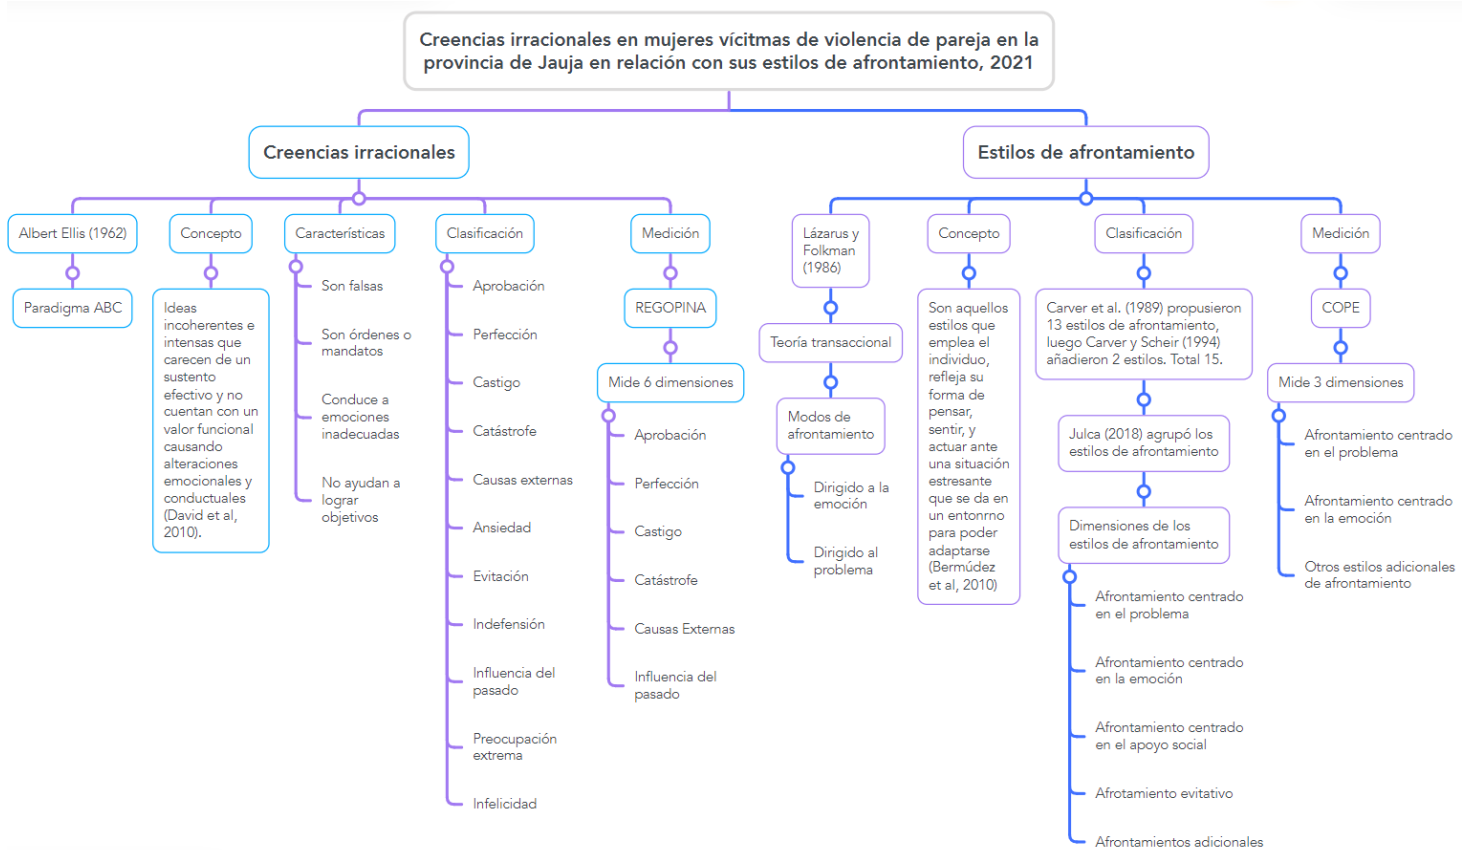 Creencias irracionales en mujeres vícitmas de violencia de pareja en la
provincia de Jauja en relación con sus estilos de afrontamiento, 2021
Creencias irracionales
Albert Ellis (1962)
Paradigma ABC
Concepto
Ideas
incoherentes e
intensas que
carecen de un
sustento
efectivo y no
cuentan con un
valor funcional
causando
alteraciones
emocionales y
conductuales
(David et al,
2010).
Características
Son falsas
Son órdenes o
mandatos
Conduce a
emociones
inadecuadas
No ayudan a
lograr
objetivos
Clasificación
Aprobación
Perfección
Castigo
Catástrofe
Causas externas
Ansiedad
Evitación
Indefensión
Influencia del
pasado
Preocupación
extrema
Infelicidad
Medición
REGOPINA
Mide 6 dimensiones
Aprobación
Perfección
Castigo
Catástrofe
Causas Externas
Influencia del
pasado
Estilos de afrontamiento
Lázarus y
Folkman
(1986)
Teoría transaccional
Modos de
afrontamiento
Dirigido a la
emoción
Dirigido al
problema
Concepto
Son aquellos
estilos que
emplea el
individuo,
refleja su
forma de
pensar,
sentir, y
actuar ante
una situación
estresante
que se da en
un entonrno
para poder
adaptarse
(Bermúdez
et al, 2010)
Clasificación
Carver et al. (1989) propusieron
13 estilos de afrontamiento,
luego Carver y Scheir (1994)
añadieron 2 estilos. Total 15.
Julca (2018) agrupó los
estilos de afrontamiento
Dimensiones de los
estilos de afrontamiento
Afrontamiento centrado
en el problema
Afrontamiento centrado
en la emoción
Afrontamiento centrado
en el apoyo social
Afrotamiento evitativo
Afrontamientos adicionales
Medición
COPE
Mide 3 dimensiones
Afrontamiento centrado
en el problema
Afrontamiento centrado
en la emoción
Otros estilos adicionales
de afrontamiento